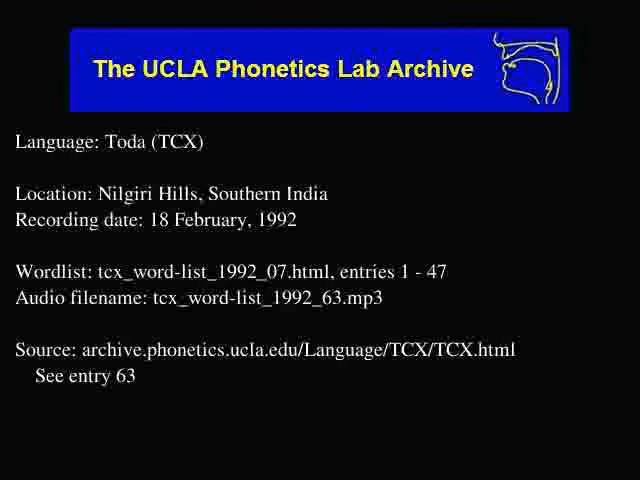 The UCLA Phonetics Lab Archive
Language: Toda (TCX)
Location: Nilgiri Hills, Southern India
Recording date: 18 February, 1992
Wordlist: tcx_word-list_1992_07.html, entries 1 - 47
Audio filename: tcx_word-list_1992_63.mp3
Source: archive.phonetics.ucla.edu/Language/TCX/TCX.html
See entry 63